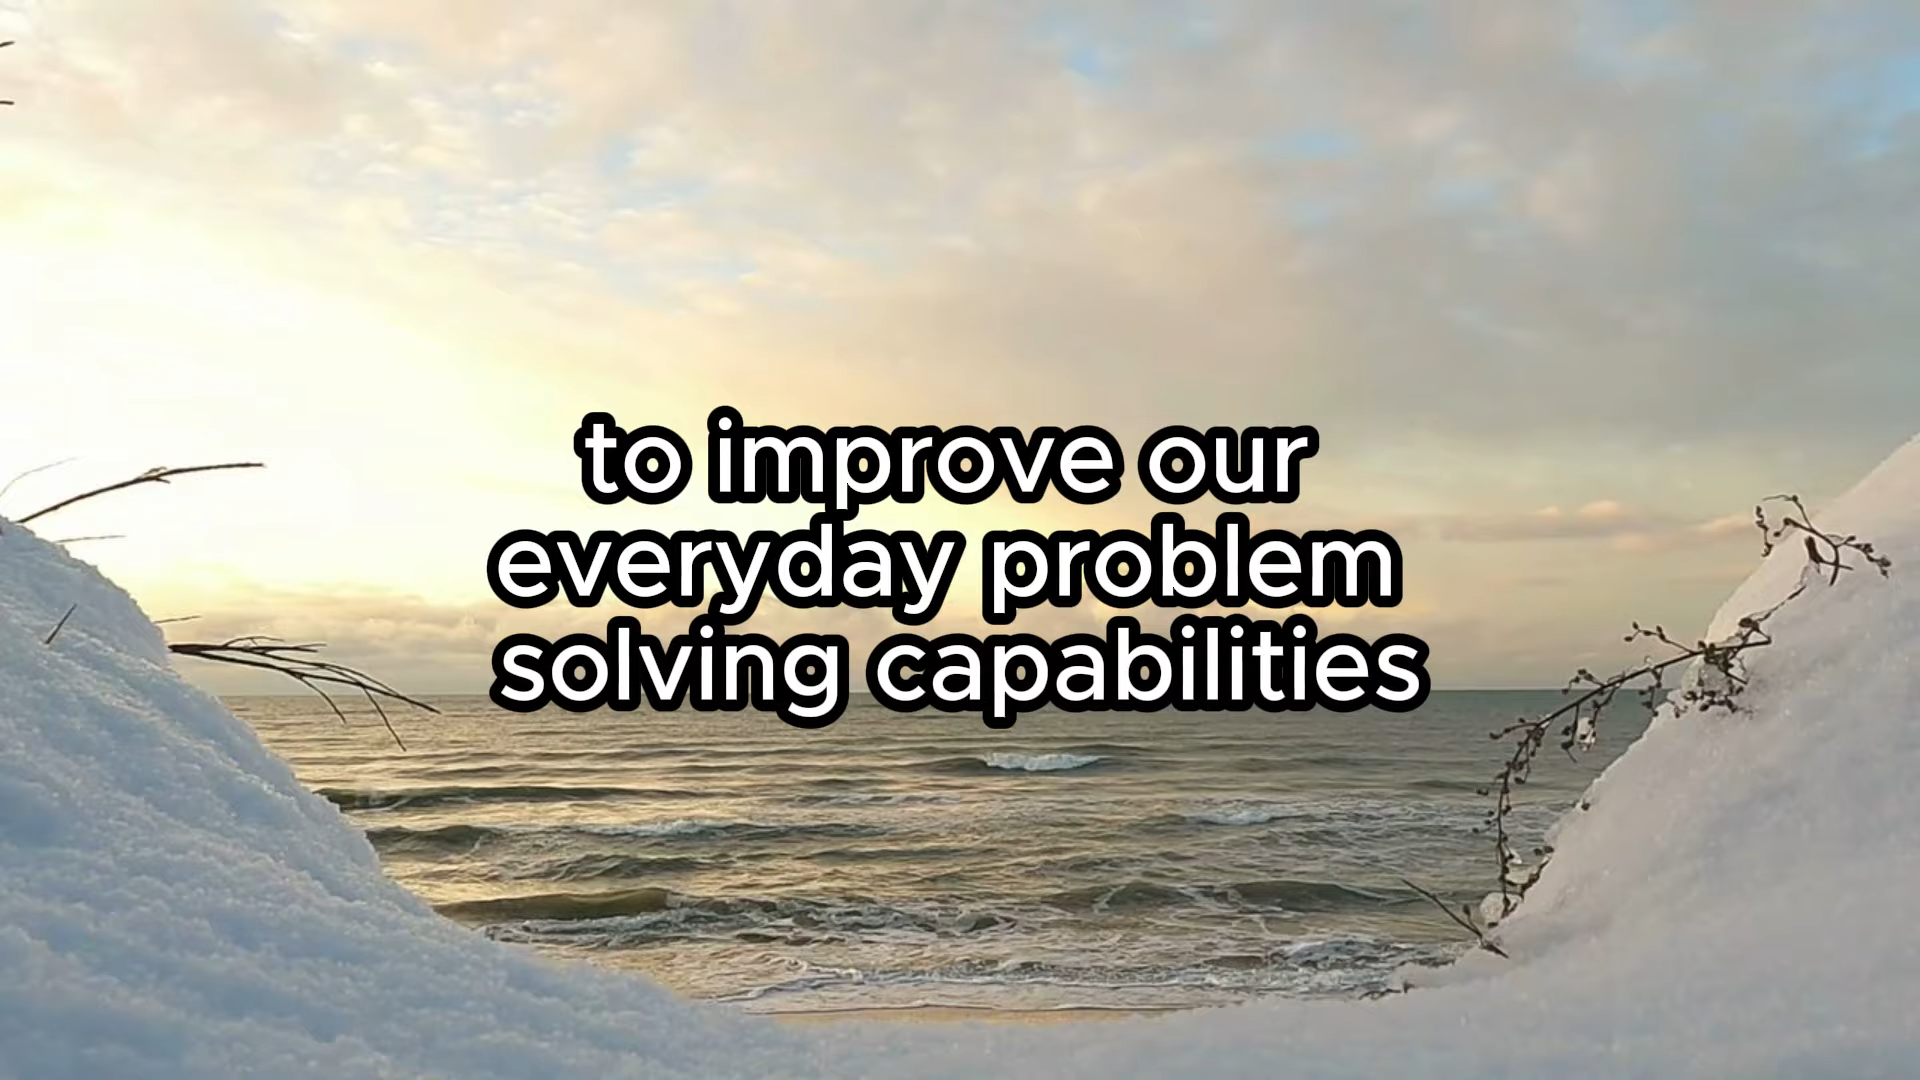 to improve our
everyday problem
solving capabilities